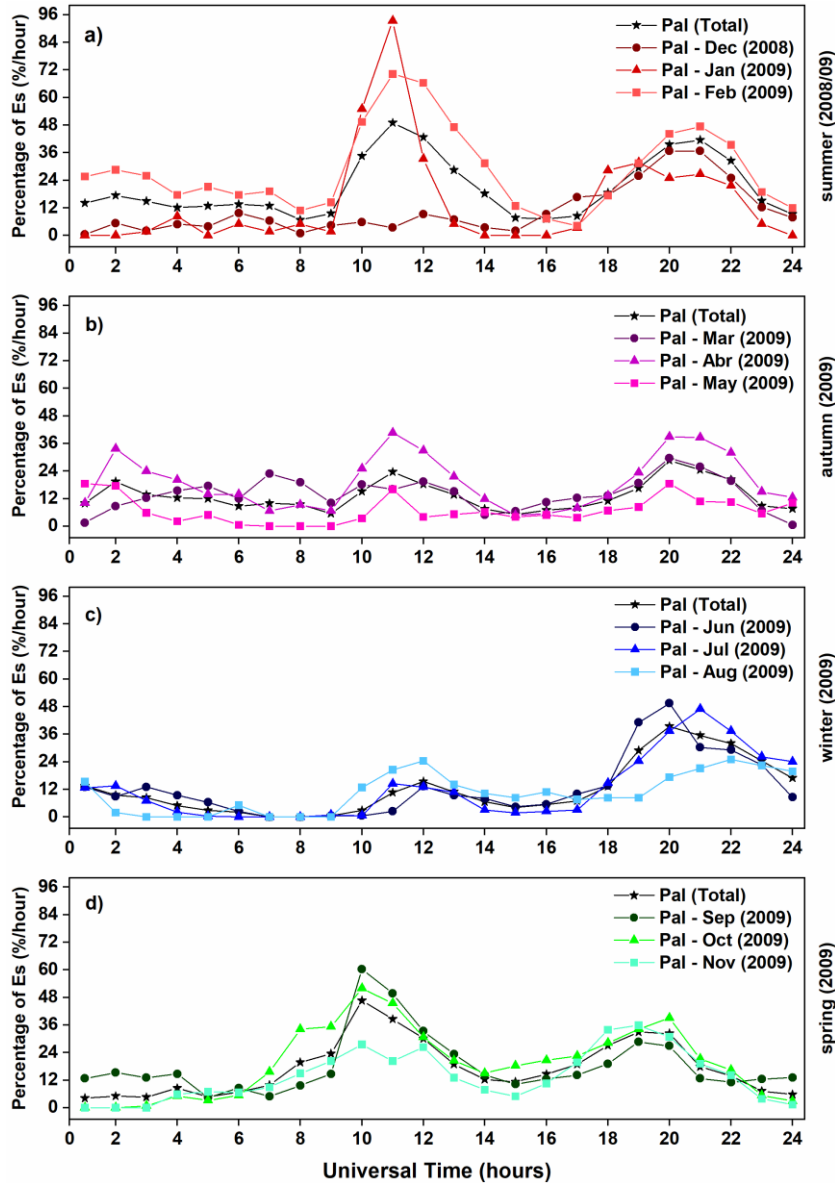 a)
Pal (Total)
Pal - Dec (2008)
Pal - Jan (2009)
Pal - Feb (2009)
Percentage of Es (%/hour)
96
84
72
60
48
36
24
12
0
0 2 4 6 8 10 12 14 16 18 20 22 24
summer (2008/09)
b)
Pal (Total)
Pal - Mar (2009)
Pal - Abr (2009)
Pal - May (2009)
Percentage of Es (%/hour)
96
84
72
60
48
36
24
12
0
0 2 4 6 8 10 12 14 16 18 20 22 24
autumn (2009)
c)
Pal (Total)
Pal - Jun (2009)
Pal - Jul (2009)
Pal - Aug (2009)
Percentage of Es (%/hour)
96
84
72
60
48
36
24
12
0
0 2 4 6 8 10 12 14 16 18 20 22 24
winter (2009)
d)
Pal (Total)
Pal - Sep (2009)
Pal - Oct (2009)
Pal - Nov (2009)
Percentage of Es (%/hour)
96
84
72
60
48
36
24
12
0
0 2 4 6 8 10 12 14 16 18 20 22 24
spring (2009)
Universal Time (hours)